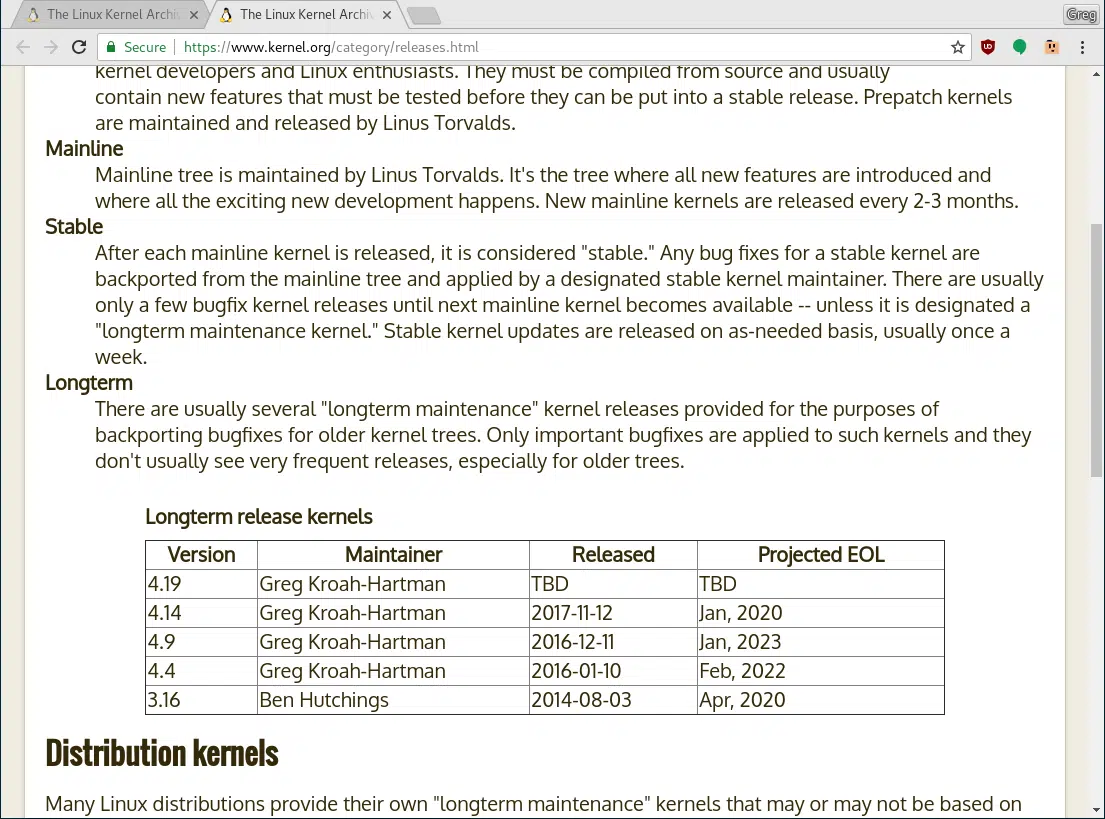 The Linux Kernel Archi
The Linux Kernel Archi
Greg
Secure
https://www.kernel.org/category/releases.html
kernel developers and Linux enthusiasts. They must be compiled from source and usually
contain new features that must be tested before they can be put into a stable release. Prepatch kernels
are maintained and released by Linus Torvalds.
Mainline
Mainline tree is maintained by Linus Torvalds. It's the tree where all new features are introduced and
where all the exciting new development happens. New mainline kernels are released every 2-3 months.
Stable
After each mainline kernel is released, it is considered "stable." Any bug fixes for a stable kernel are
backported from the mainline tree and applied by a designated stable kernel maintainer. There are usually
only a few bugfix kernel releases until next mainline kernel becomes available -- unless it is designated a
"longterm maintenance kernel." Stable kernel updates are released on as-needed basis, usually once a
week.
Longterm
There are usually several "longterm maintenance" kernel releases provided for the purposes of
backporting bugfixes for older kernel trees. Only important bugfixes are applied to such kernels and they
don't usually see very frequent releases, especially for older trees.
Longterm release kernels
Version Maintainer Released Projected EOL
4.19 Greg Kroah-Hartman TBD TBD
4.14 Greg Kroah-Hartman 2017-11-12 Jan, 2020
4.9 Greg Kroah-Hartman 2016-12-11 Jan, 2023
4.4 Greg Kroah-Hartman 2016-01-10 Feb, 2022
3.16 Ben Hutchings 2014-08-03 Apr, 2020
Distribution kernels
Many Linux distributions provide their own "longterm maintenance" kernels that may or may not be based on